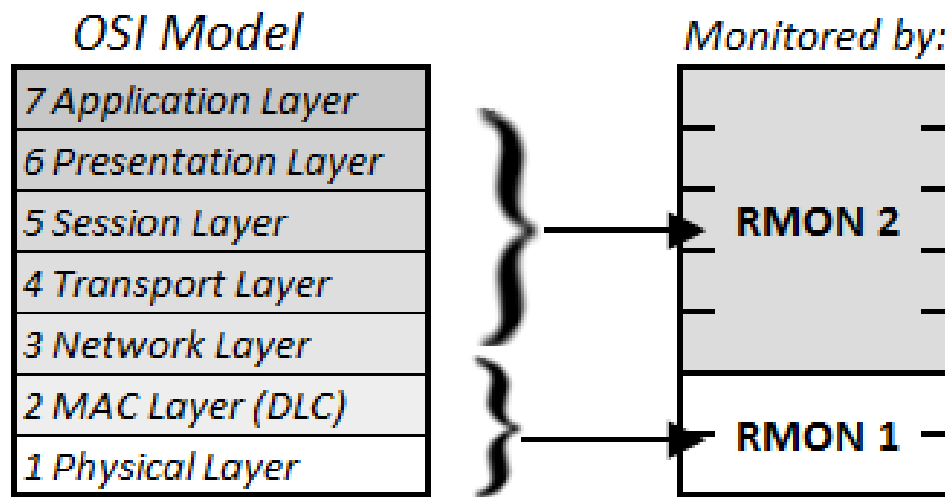 OSI Model
Monitored by:
7 Application Layer
6 Presentation Layer
5 Session Layer
4 Transport Layer
3 Network Layer
2 MAC Layer (DLC)
1 Physical Layer
RMON 2
RMON 1